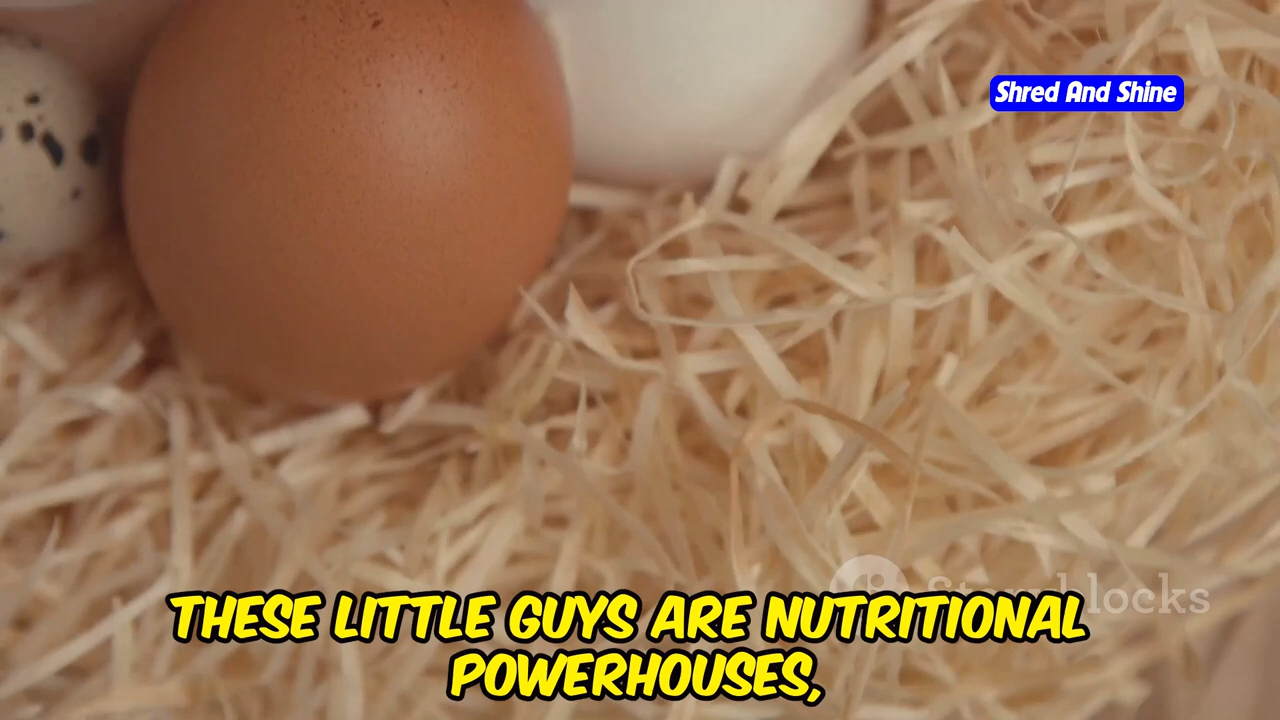 Shred And Shine
THESE LITTLE GUYS ARE NUTRITIONAL
POWERHOUSES,